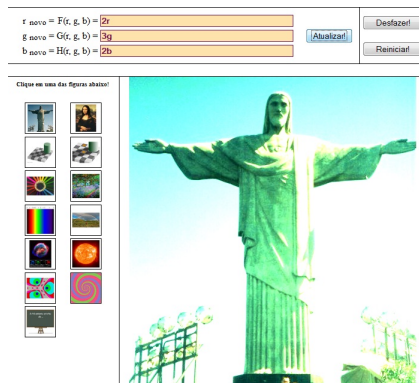 r novo = F(r, g, b) = 2r
g novo = G(r, g, b) = 3g
b novo = H(r, g, b) = 2b
Atualizar!
Desfazer!
Reiniciar!
Clique em uma das figuras abaixo!